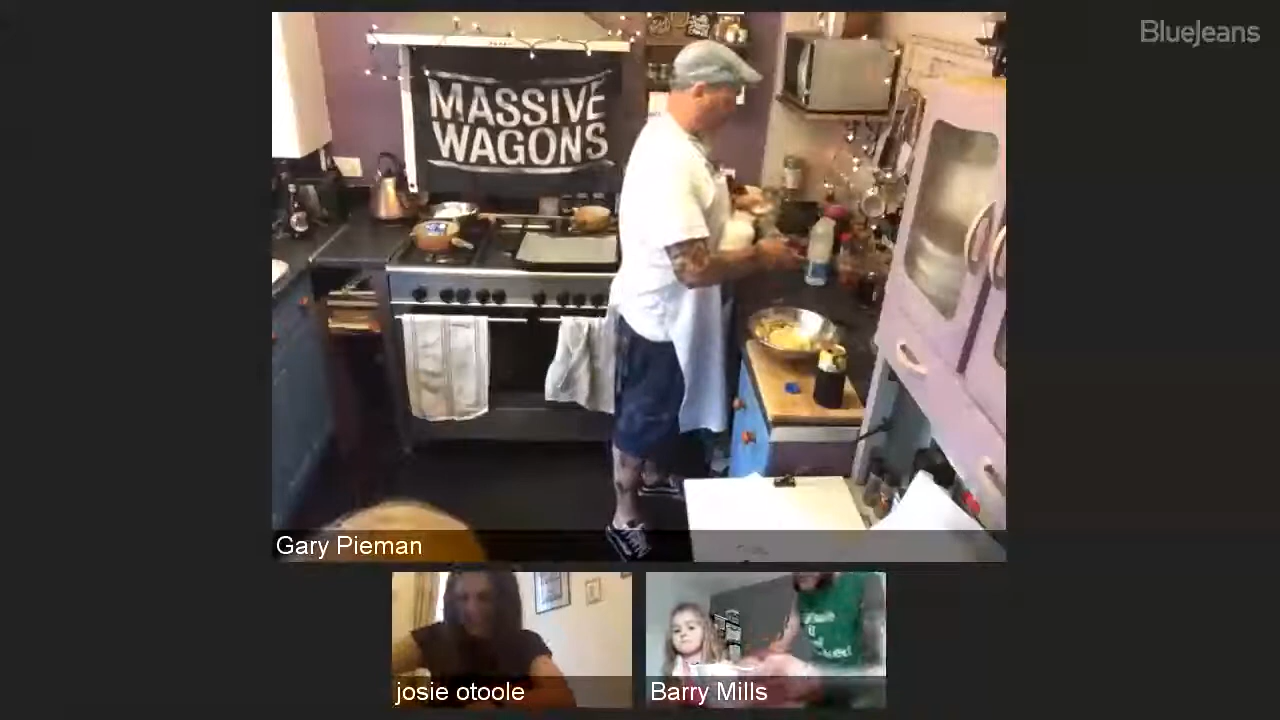 BlueJeans
MASSIVE
WAGONS
Gary Pieman
josie otoole
Barry Mills